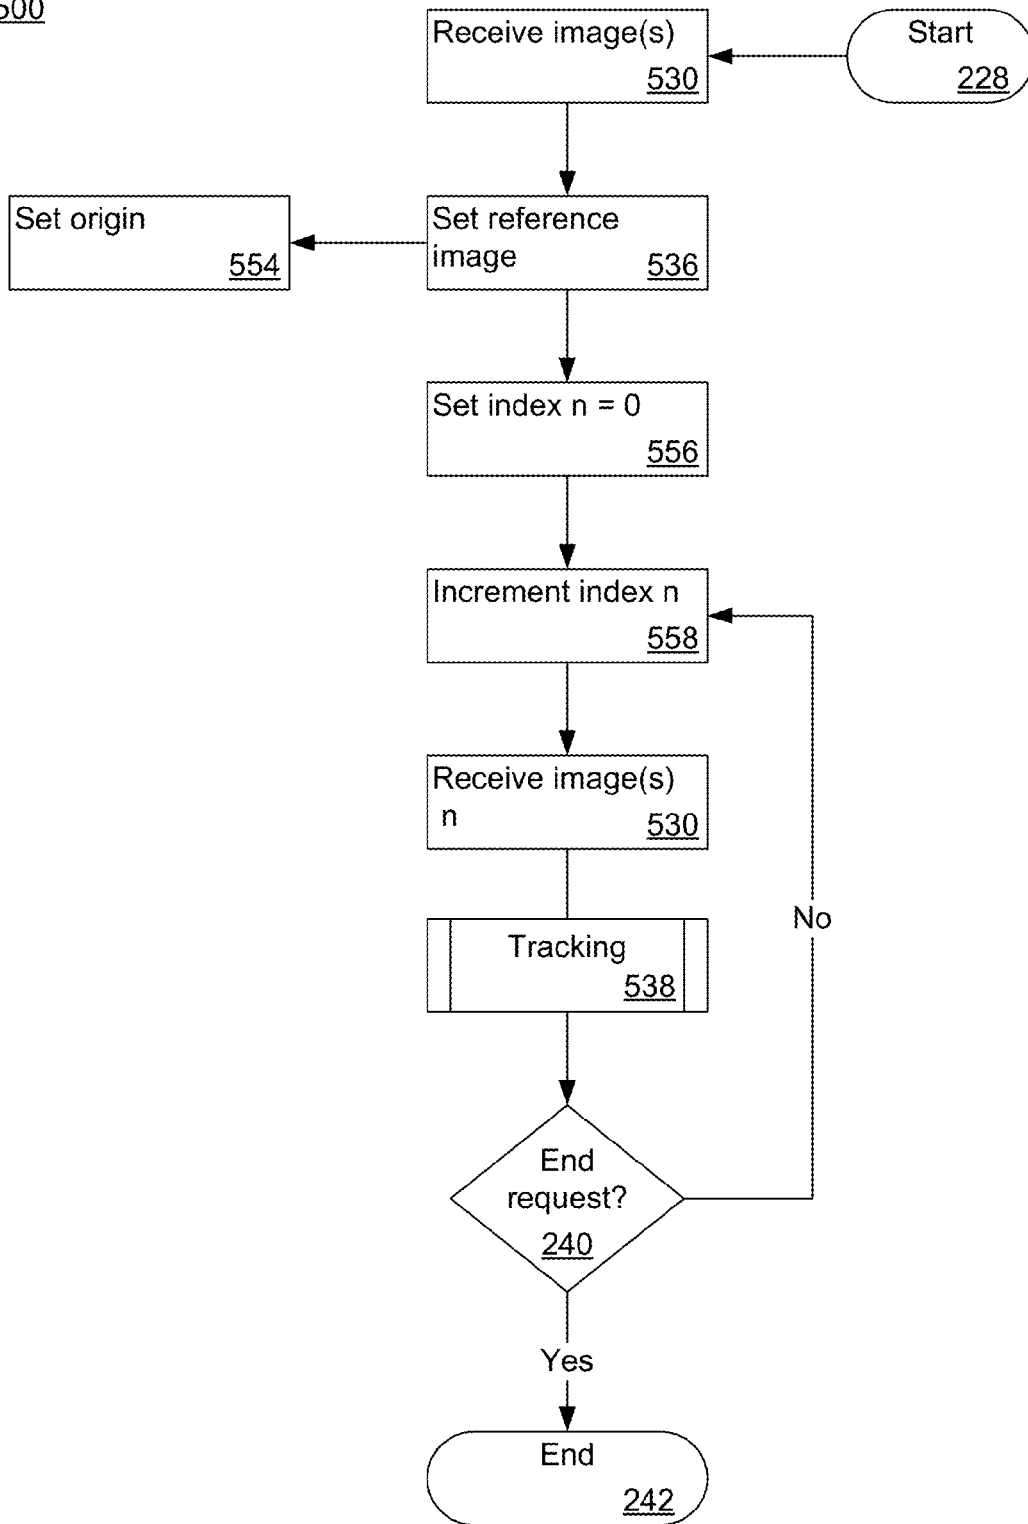 500
Receive image(s)
530
Start
228
Set origin
554
Set reference
image
536
Set index n = 0
556
Increment index n
558
Receive image(s)
n
530
No
Tracking
538
End
request?
240
Yes
End
242